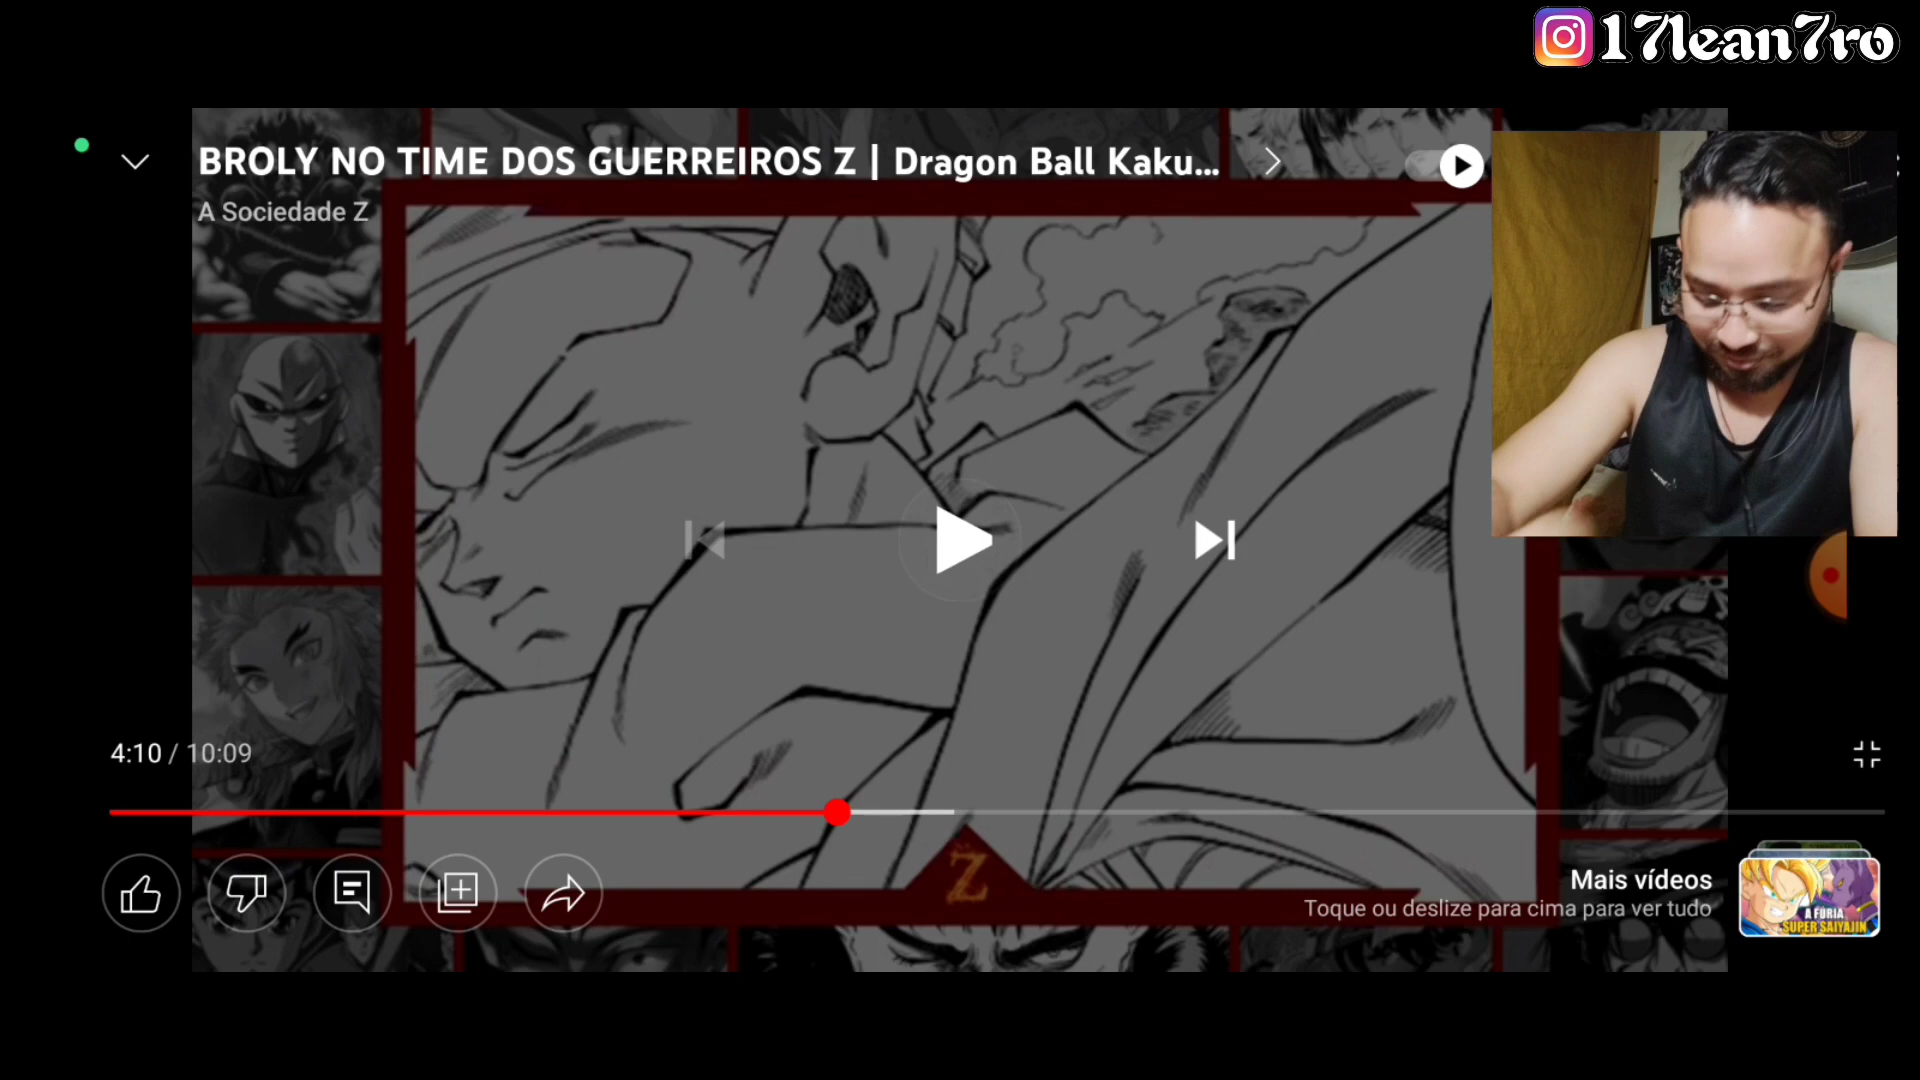 17lean7ro
BROLY NO TIME DOS GUERREIROS Z | Dragon Ball Kaku...
A Sociedade Z
4:10 / 10:09
Z
Mais vídeos
Toque ou deslize para cima para ver tudo
A FÚRIA
SUPER SAIYAJIN